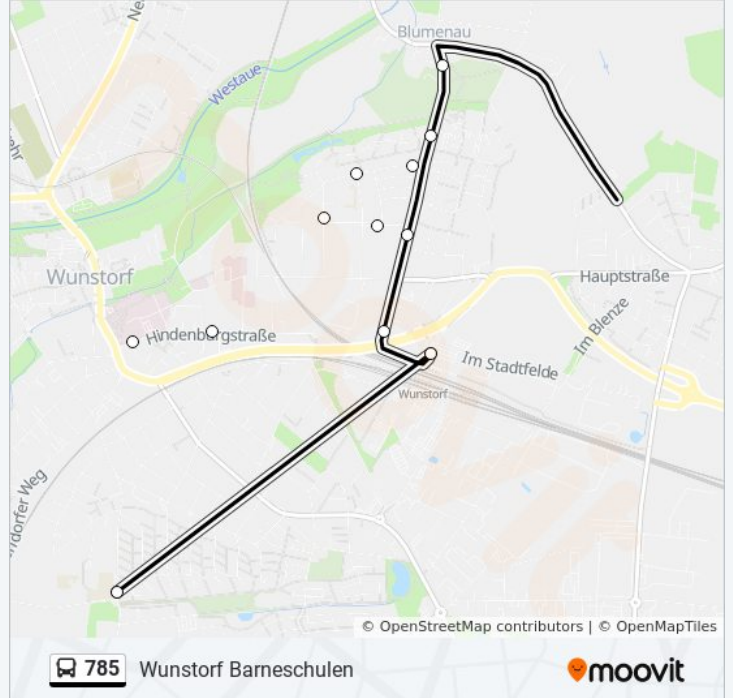 Blumenau
Westaue
Wunstorf
Hauptstraße
Hindenburgstraße
Im Blenze
Im Stadtfelde
Wunstorf
© OpenStreetMap contributors | © OpenMapTiles
785 Wunstorf Barneschulen
moovit